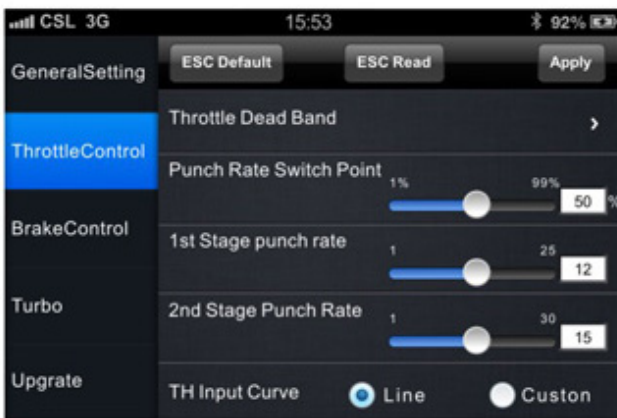 CSL 3G 15:53 92%
ESC Default ESC Read Apply
GeneralSetting
ThrottleControl
BrakeControl
Turbo
Upgrate
Throttle Dead Band
Punch Rate Switch Point
1% 99%
50 %
1st Stage punch rate
1 25
12
2nd Stage Punch Rate
1 30
15
TH Input Curve Line Custon